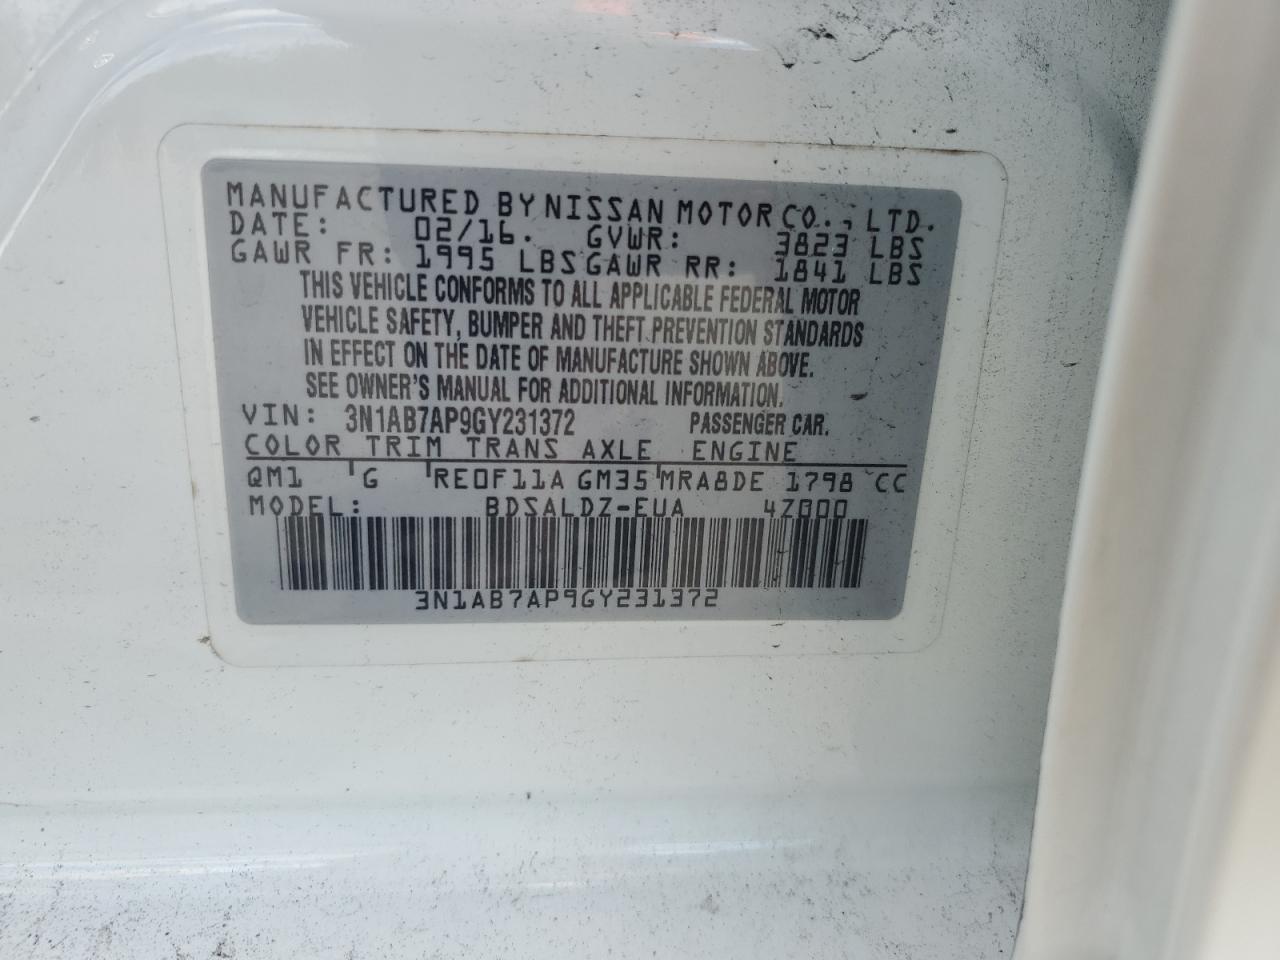 MANUFACTURED BY NISSAN MOTOR CO., LTD.
DATE: 02/16. GVWR: 3823 LBS
GAWR FR: 1995 LBS GAWR RR: 1841 LBS
THIS VEHICLE CONFORMS TO ALL APPLICABLE FEDERAL MOTOR
VEHICLE SAFETY, BUMPER AND THEFT PREVENTION STANDARDS
IN EFFECT ON THE DATE OF MANUFACTURE SHOWN ABOVE.
SEE OWNER'S MANUAL FOR ADDITIONAL INFORMATION.
VIN: 3N1AB7AP9GY231372 PASSENGER CAR.
COLOR TRIM TRANS AXLE ENGINE
QM1 G RE0F11A GM35 MRA8DE 1798 CC
MODEL: BDSALDZ-EUA 4Z000
3N1AB7AP9GY231372